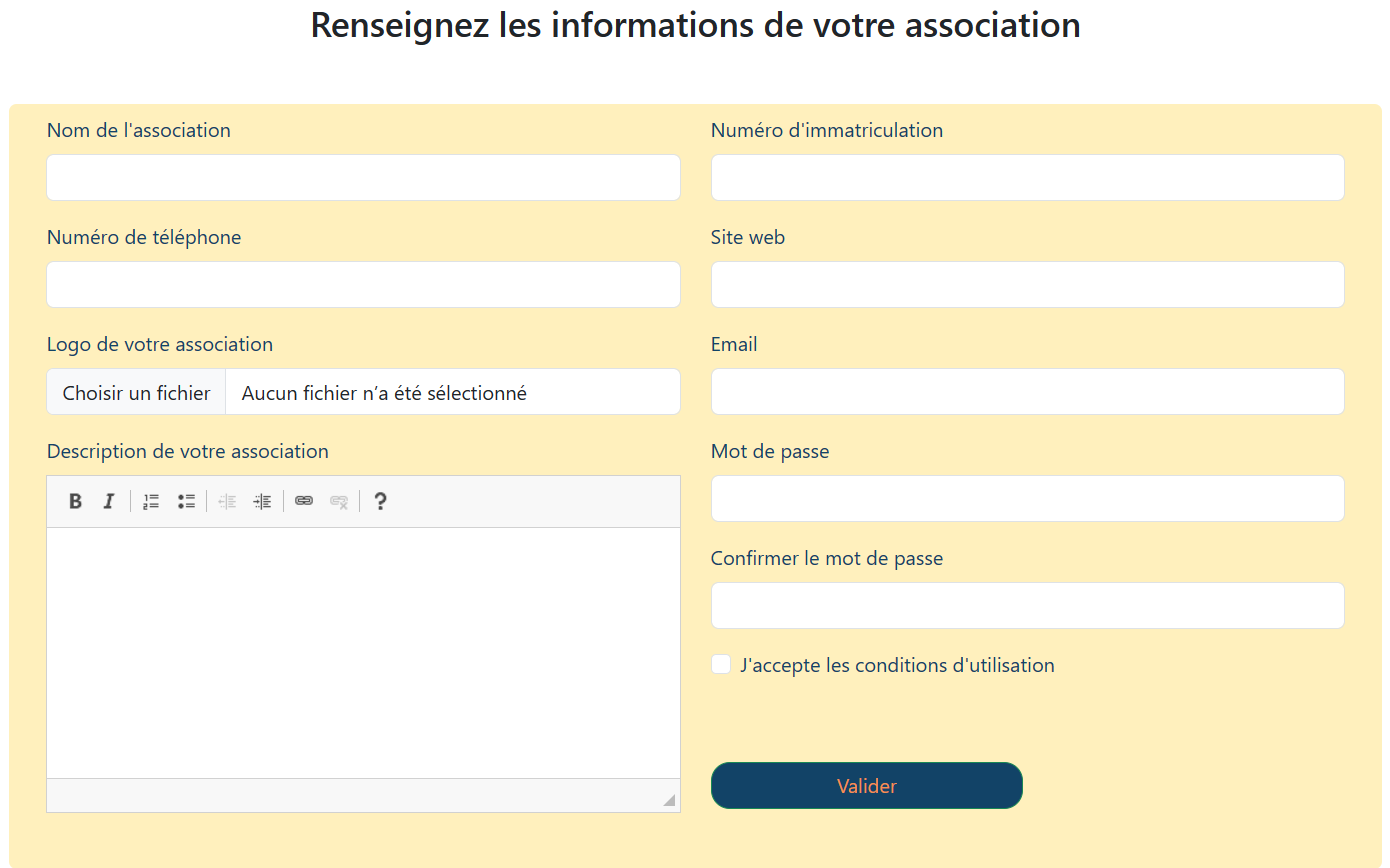 Renseignez les informations de votre association
Nom de l'association
Numéro d'immatriculation
Numéro de téléphone
Site web
Logo de votre association
Email
Choisir un fichier Aucun fichier n’a été sélectionné
Description de votre association
Mot de passe
B I ?
Confirmer le mot de passe
J'accepte les conditions d'utilisation
Valider